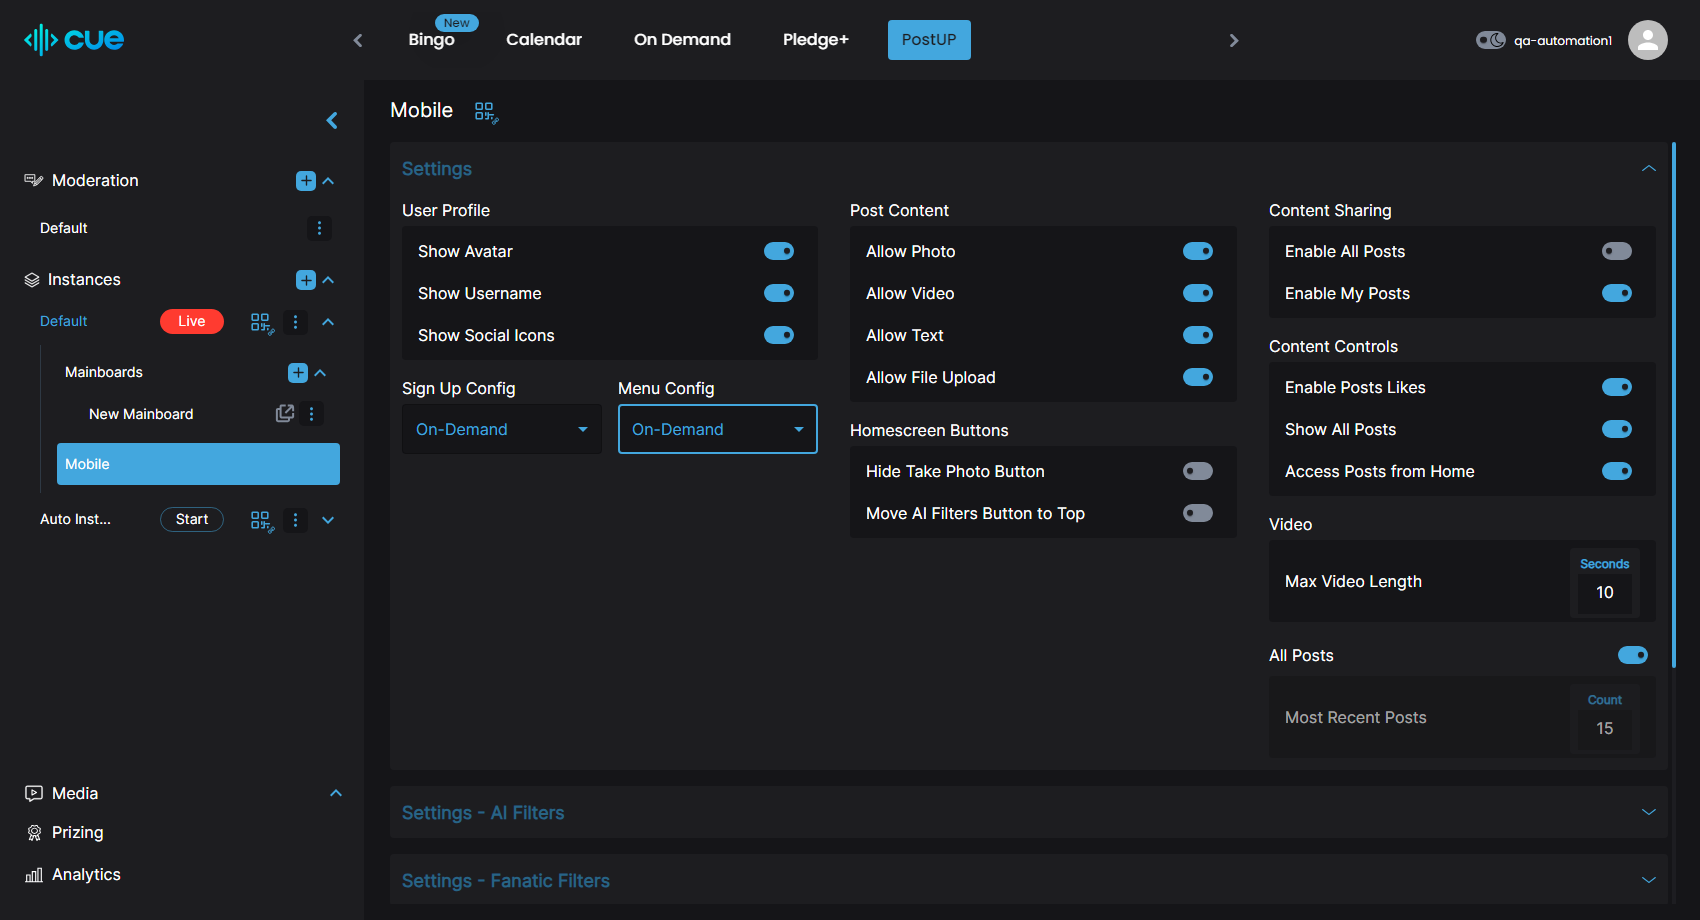 cue
New
Bingo
Calendar
On Demand
Pledge+
PostUP
qa-automation1
Moderation
Default
Instances
Default
Live
Mainboards
New Mainboard
Mobile
Auto Inst...
Start
Media
Prizing
Analytics
Mobile
Settings
User Profile
Show Avatar
Show Username
Show Social Icons
Sign Up Config
On-Demand
Menu Config
On-Demand
Post Content
Allow Photo
Allow Video
Allow Text
Allow File Upload
Homescreen Buttons
Hide Take Photo Button
Move AI Filters Button to Top
Content Sharing
Enable All Posts
Enable My Posts
Content Controls
Enable Posts Likes
Show All Posts
Access Posts from Home
Video
Max Video Length
Seconds
10
All Posts
Most Recent Posts
Count
15
Settings - AI Filters
Settings - Fanatic Filters